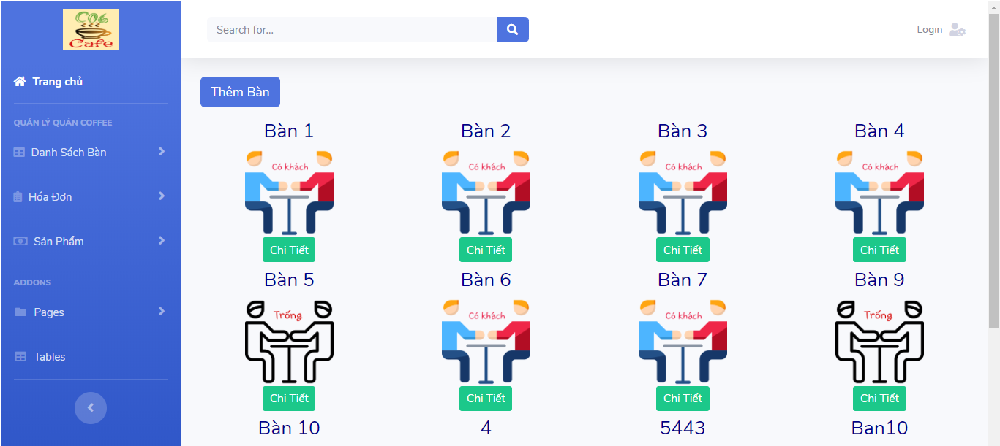 C06
Cafe
Trang chủ
QUẢN LÝ QUÁN COFFEE
Danh Sách Bàn
Hóa Đơn
Sản Phẩm
ADDONS
Pages
Tables
Search for...
Login
Thêm Bàn
Bàn 1 Bàn 2 Bàn 3 Bàn 4
Có khách Có khách Có khách Có khách
Chi Tiết Chi Tiết Chi Tiết Chi Tiết
Bàn 5 Bàn 6 Bàn 7 Bàn 9
Trống Có khách Có khách Trống
Chi Tiết Chi Tiết Chi Tiết Chi Tiết
Bàn 10 4 5443 Ban10